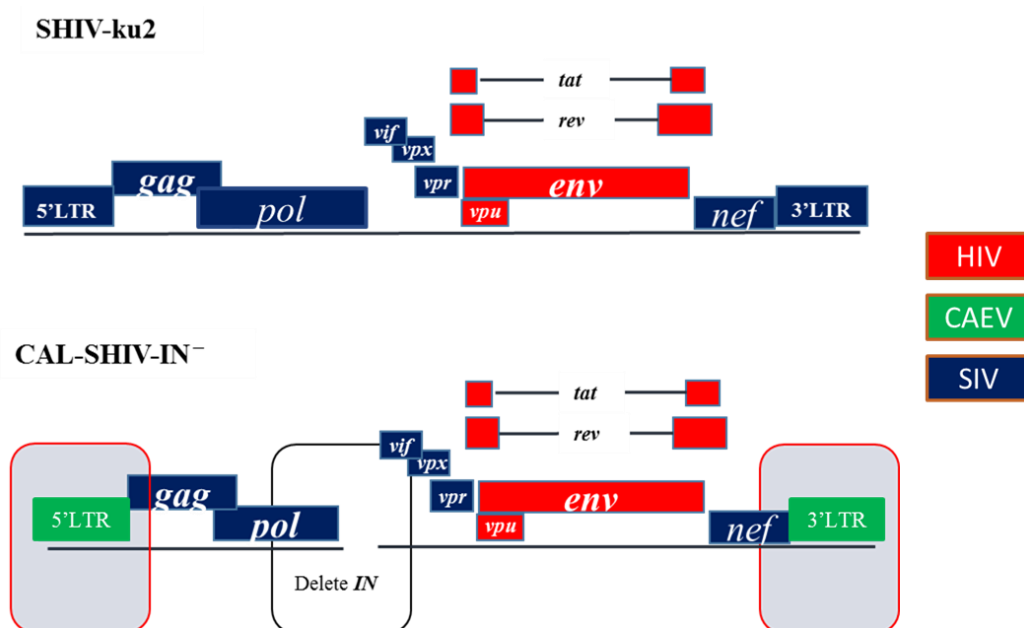 SHIV-ku2
tat
rev
vif
vpx
vpr
env
vpu
gag
pol
5'LTR
nef
3'LTR
HIV
CAEV
SIV
CAL-SHIV-IN⁻
tat
rev
vif
vpx
vpr
env
vpu
gag
pol
5'LTR
nef
3'LTR
Delete IN